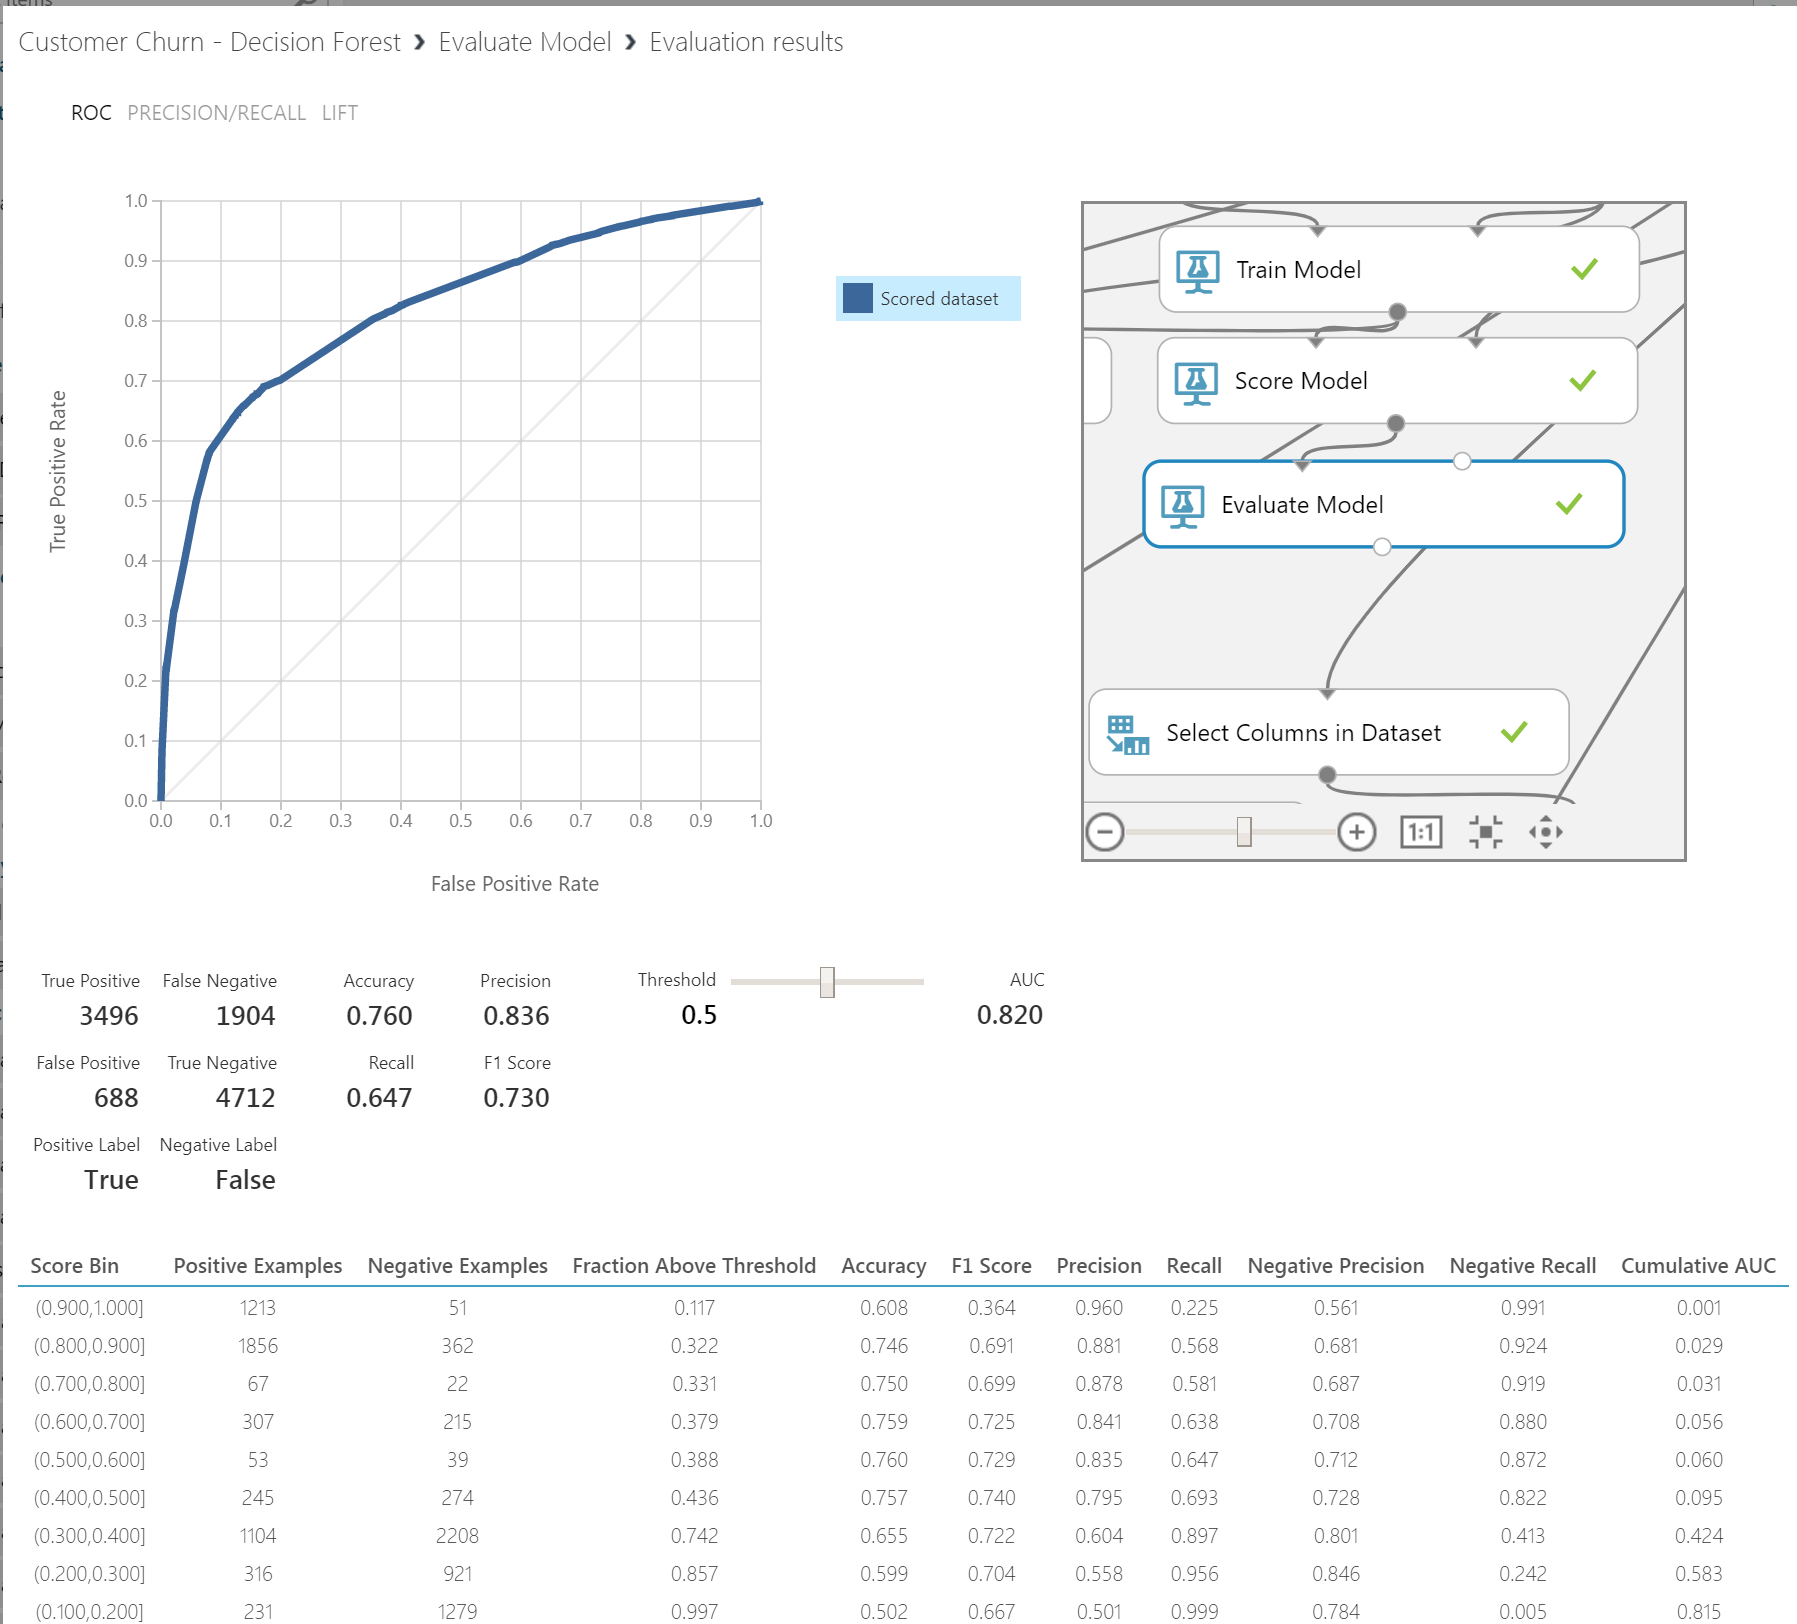 Customer Churn - Decision Forest › Evaluate Model › Evaluation results
ROC PRECISION/RECALL LIFT
True Positive Rate
1.0
0.9
0.8
0.7
0.6
0.5
0.4
0.3
0.2
0.1
0.0
0.0 0.1 0.2 0.3 0.4 0.5 0.6 0.7 0.8 0.9 1.0
False Positive Rate
Scored dataset
Train Model
Score Model
Evaluate Model
Select Columns in Dataset
1:1
True Positive False Negative Accuracy Precision Threshold AUC
3496 1904 0.760 0.836 0.5 0.820
False Positive True Negative Recall F1 Score
688 4712 0.647 0.730
Positive Label Negative Label
True False
Score Bin Positive Examples Negative Examples Fraction Above Threshold Accuracy F1 Score Precision Recall Negative Precision Negative Recall Cumulative AUC
(0.900,1.000] 1213 51 0.117 0.608 0.364 0.960 0.225 0.561 0.991 0.001
(0.800,0.900] 1856 362 0.322 0.746 0.691 0.881 0.568 0.681 0.924 0.029
(0.700,0.800] 67 22 0.331 0.750 0.699 0.878 0.581 0.687 0.919 0.031
(0.600,0.700] 307 215 0.379 0.759 0.725 0.841 0.638 0.708 0.880 0.056
(0.500,0.600] 53 39 0.388 0.760 0.729 0.835 0.647 0.712 0.872 0.060
(0.400,0.500] 245 274 0.436 0.757 0.740 0.795 0.693 0.728 0.822 0.095
(0.300,0.400] 1104 2208 0.742 0.655 0.722 0.604 0.897 0.801 0.413 0.424
(0.200,0.300] 316 921 0.857 0.599 0.704 0.558 0.956 0.846 0.242 0.583
(0.100,0.200] 231 1279 0.997 0.502 0.667 0.501 0.999 0.784 0.005 0.815